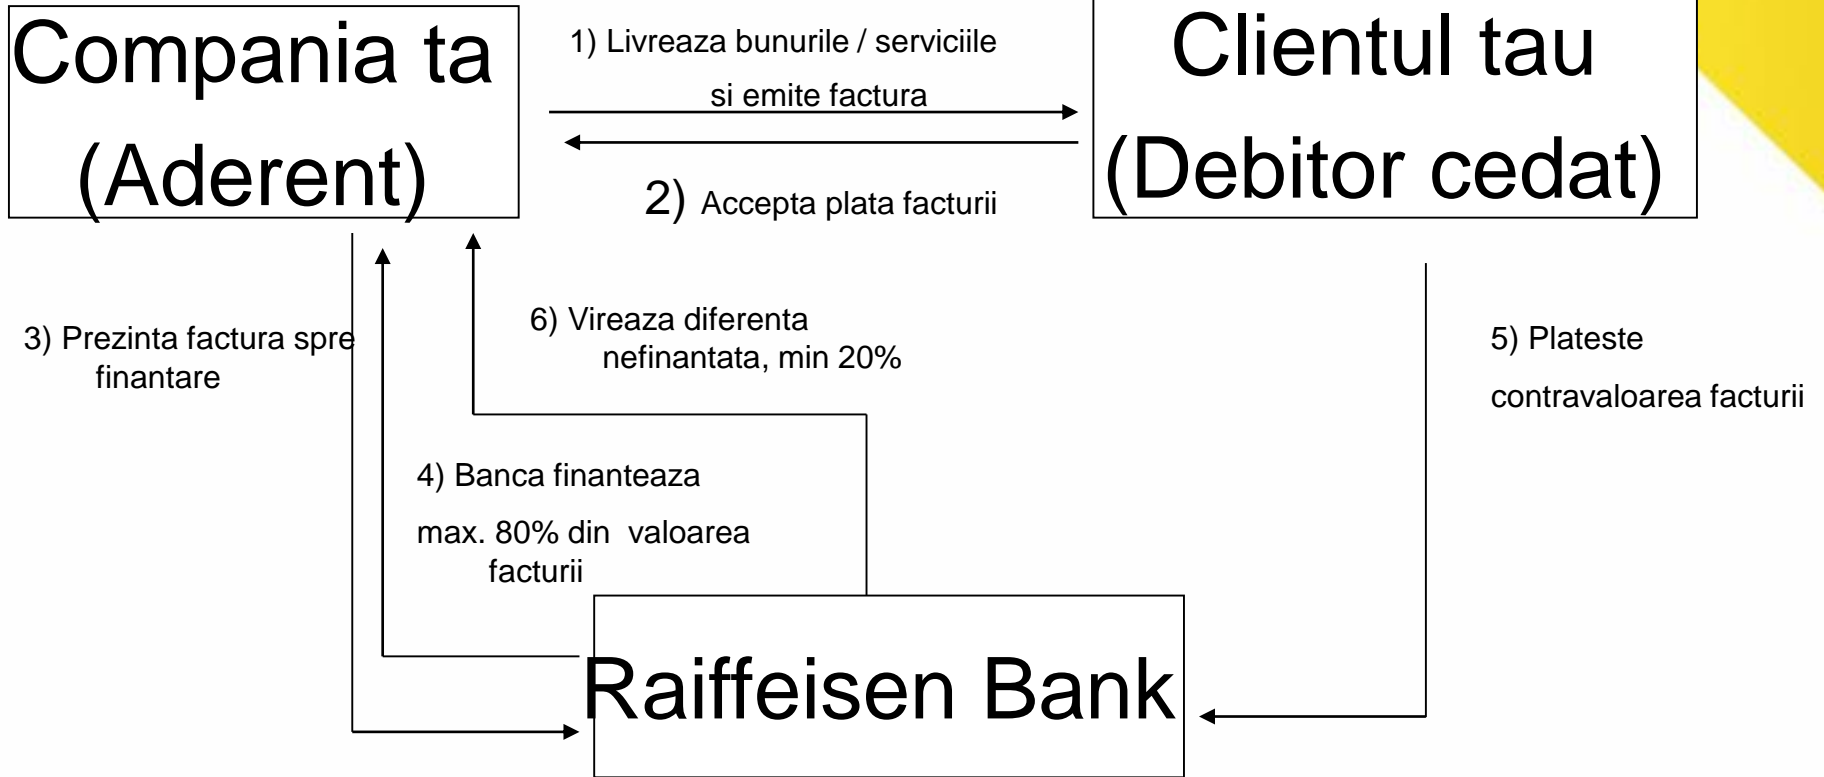 Compania ta
(Aderent)
1) Livreaza bunurile / serviciile
si emite factura
2) Accepta plata facturii
Clientul tau
(Debitor cedat)
3) Prezinta factura spre
finantare
6) Vireaza diferenta
nefinantata, min 20%
5) Plateste
contravaloarea facturii
4) Banca finanteaza
max. 80% din valoarea
facturii
Raiffeisen Bank